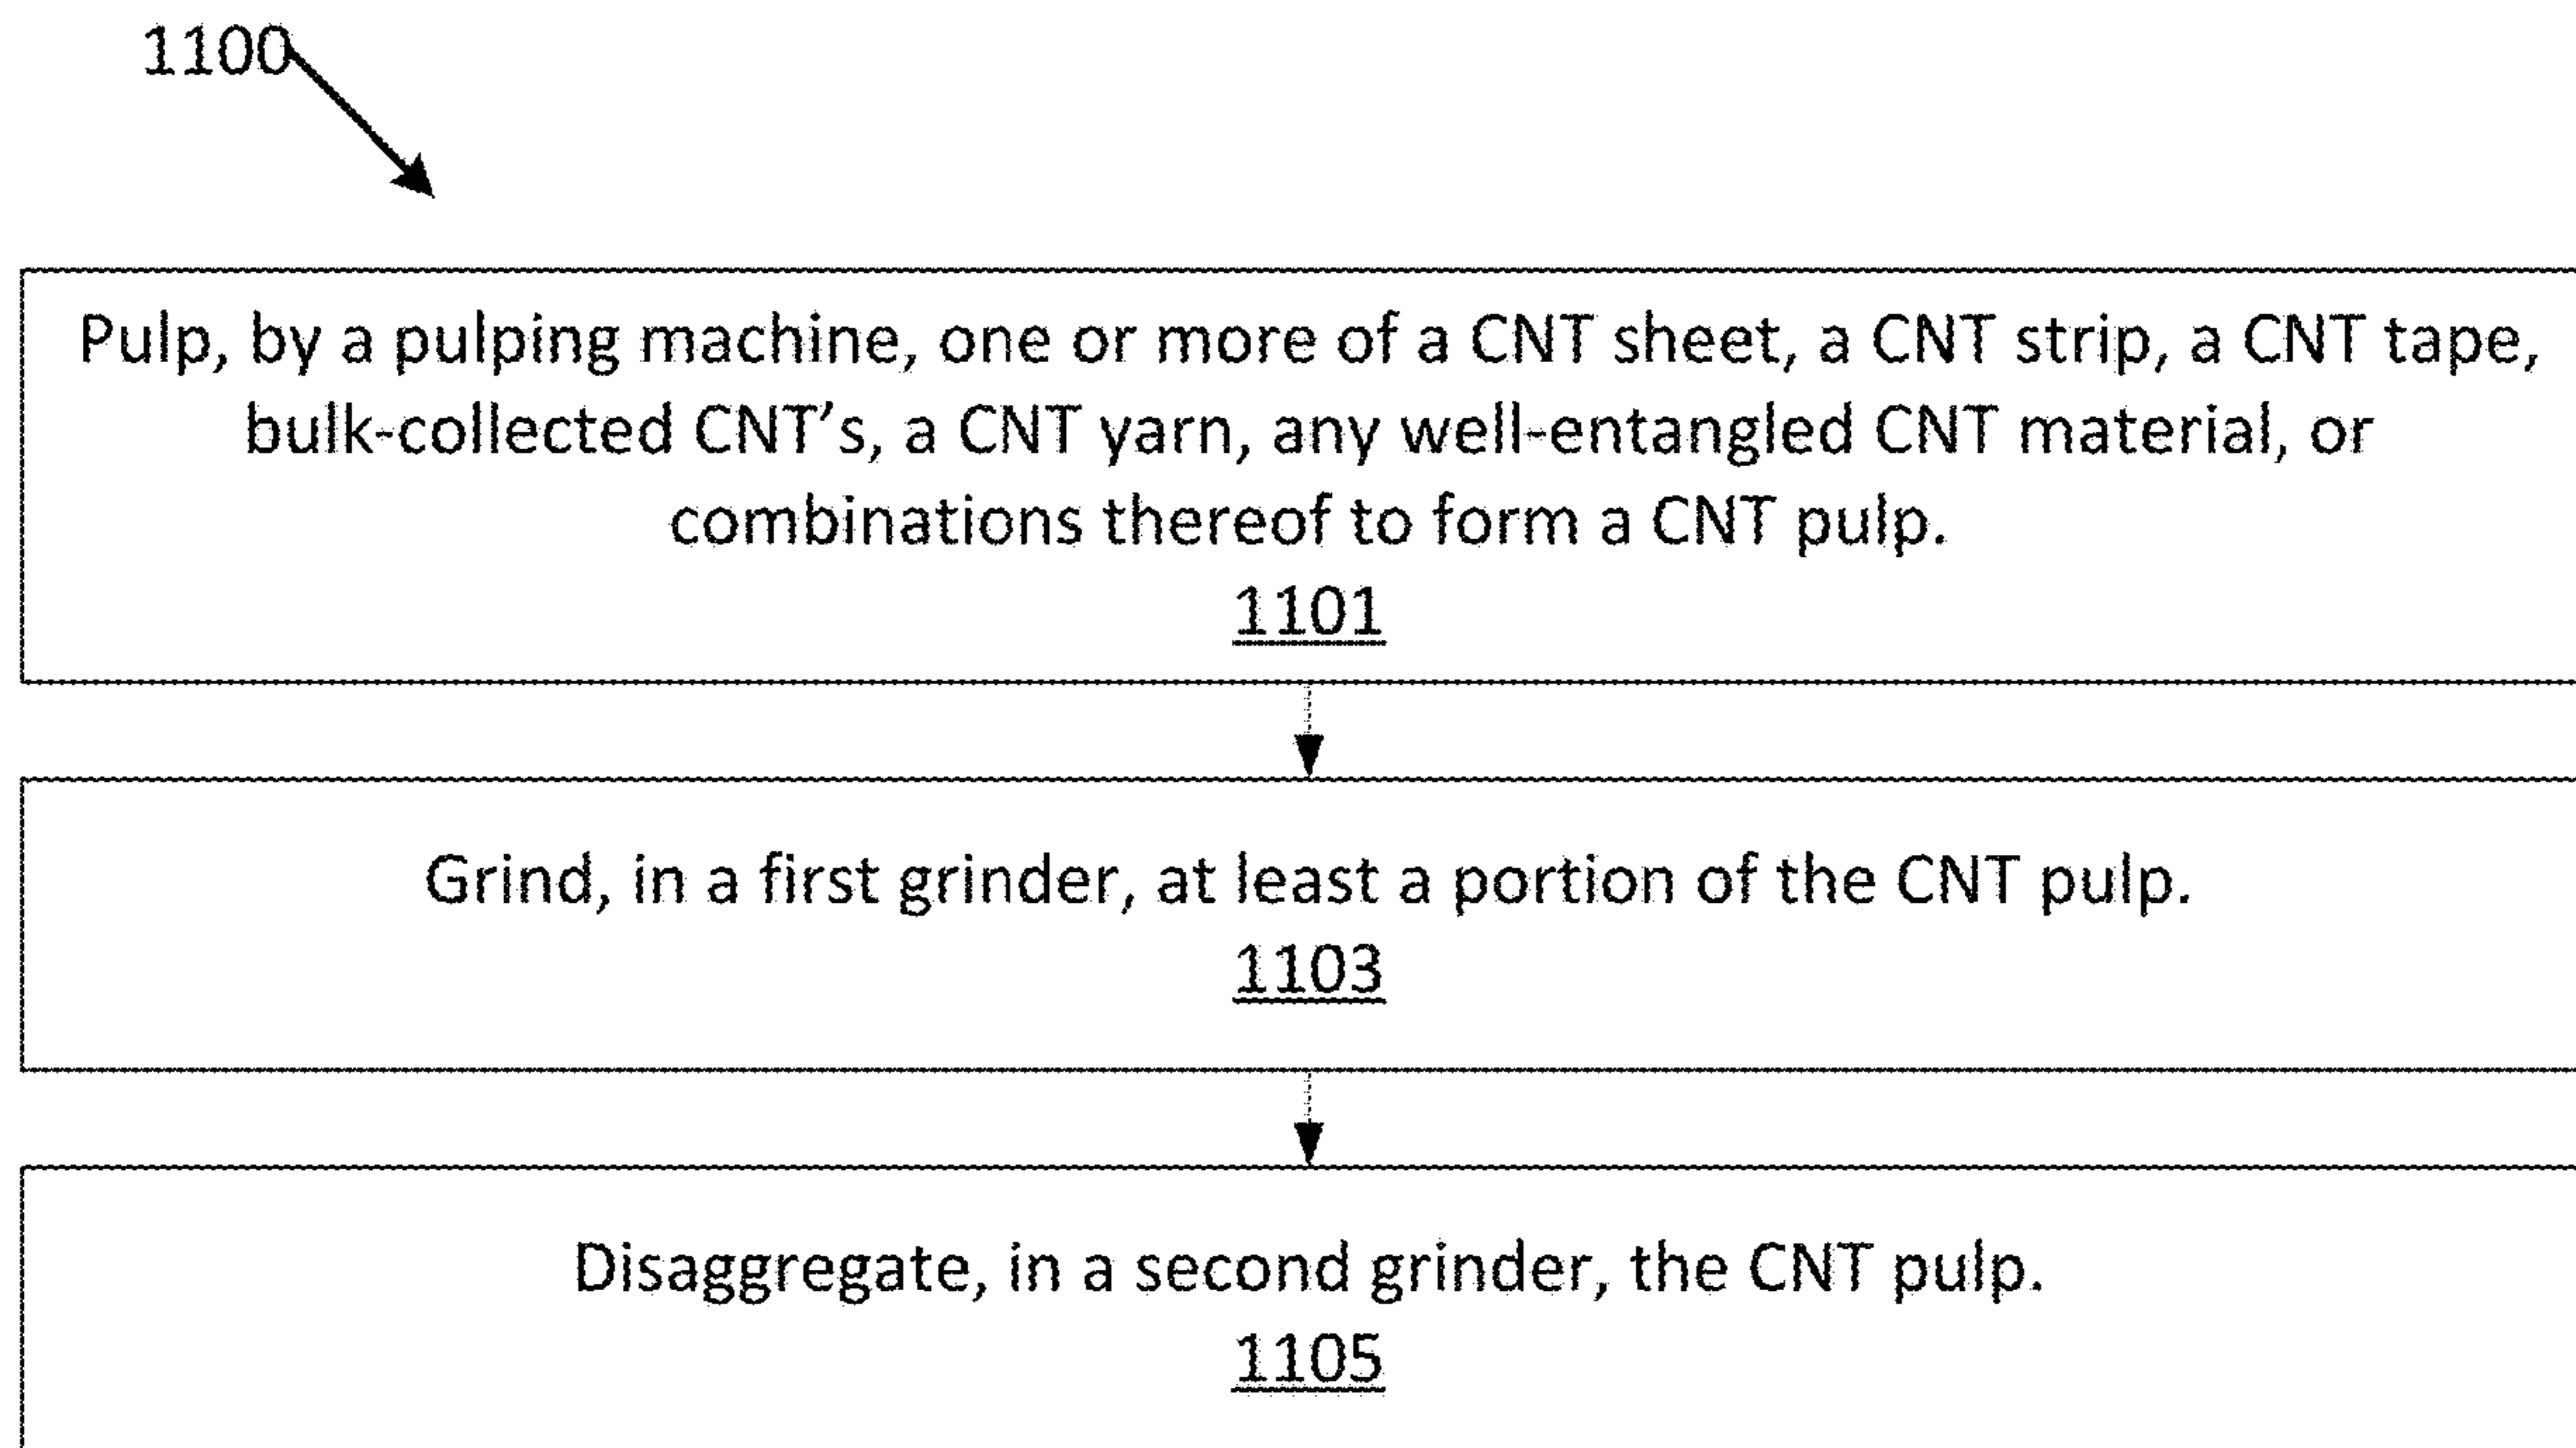 1100
Pulp, by a pulping machine, one or more of a CNT sheet, a CNT strip, a CNT tape,
bulk-collected CNT's, a CNT yarn, any well-entangled CNT material, or
combinations thereof to form a CNT pulp.
1101
Grind, in a first grinder, at least a portion of the CNT pulp.
1103
Disaggregate, in a second grinder, the CNT pulp.
1105